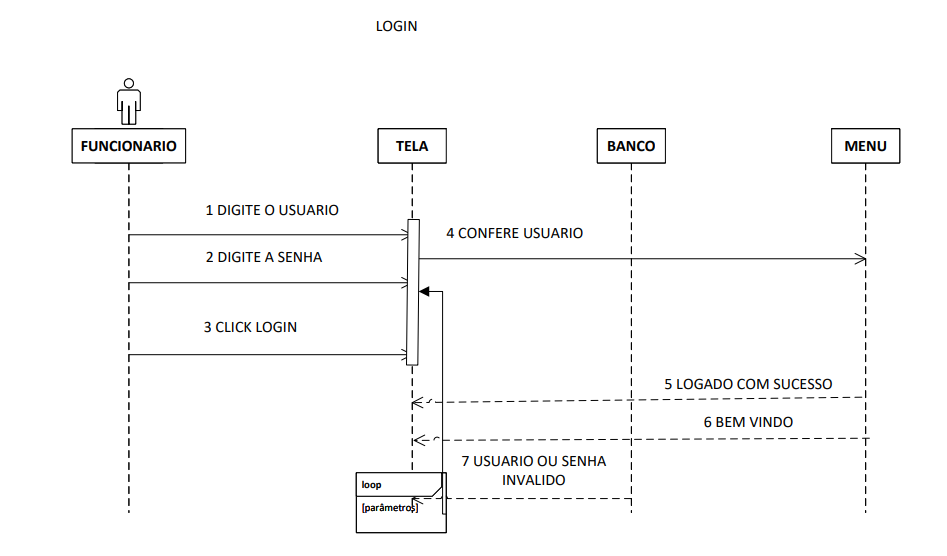 LOGIN
FUNCIONARIO
TELA
BANCO
MENU
1 DIGITE O USUARIO
4 CONFERE USUARIO
2 DIGITE A SENHA
3 CLICK LOGIN
5 LOGADO COM SUCESSO
6 BEM VINDO
7 USUARIO OU SENHA
INVALIDO
loop
[parâmetros]